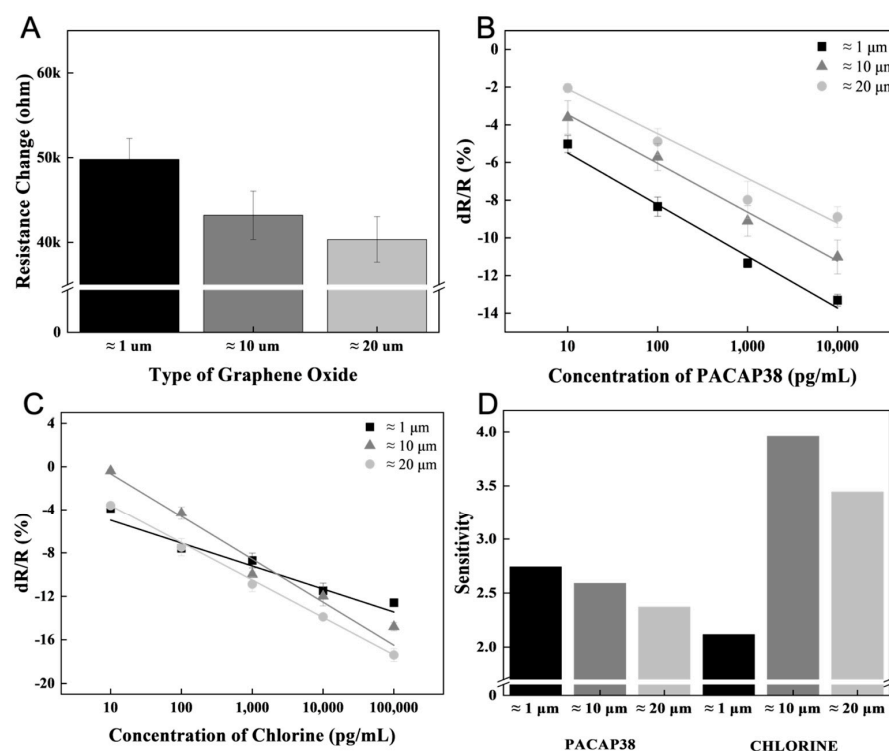 A
60k
50k
40k
0
Resistance Change (ohm)
≈ 1 um
≈ 10 um
≈ 20 um
Type of Graphene Oxide
B
0
-2
-4
-6
-8
-10
-12
-14
dR/R (%)
≈ 1 μm
≈ 10 μm
≈ 20 μm
10
100
1,000
10,000
Concentration of PACAP38 (pg/mL)
C
4
0
-4
-8
-12
-16
-20
dR/R (%)
≈ 1 μm
≈ 10 μm
≈ 20 μm
10
100
1,000
10,000
100,000
Concentration of Chlorine (pg/mL)
D
4.0
3.5
3.0
2.5
2.0
0
Sensitivity
≈ 1 μm
≈ 10 μm
≈ 20 μm
≈ 1 μm
≈ 10 μm
≈ 20 μm
PACAP38
CHLORINE